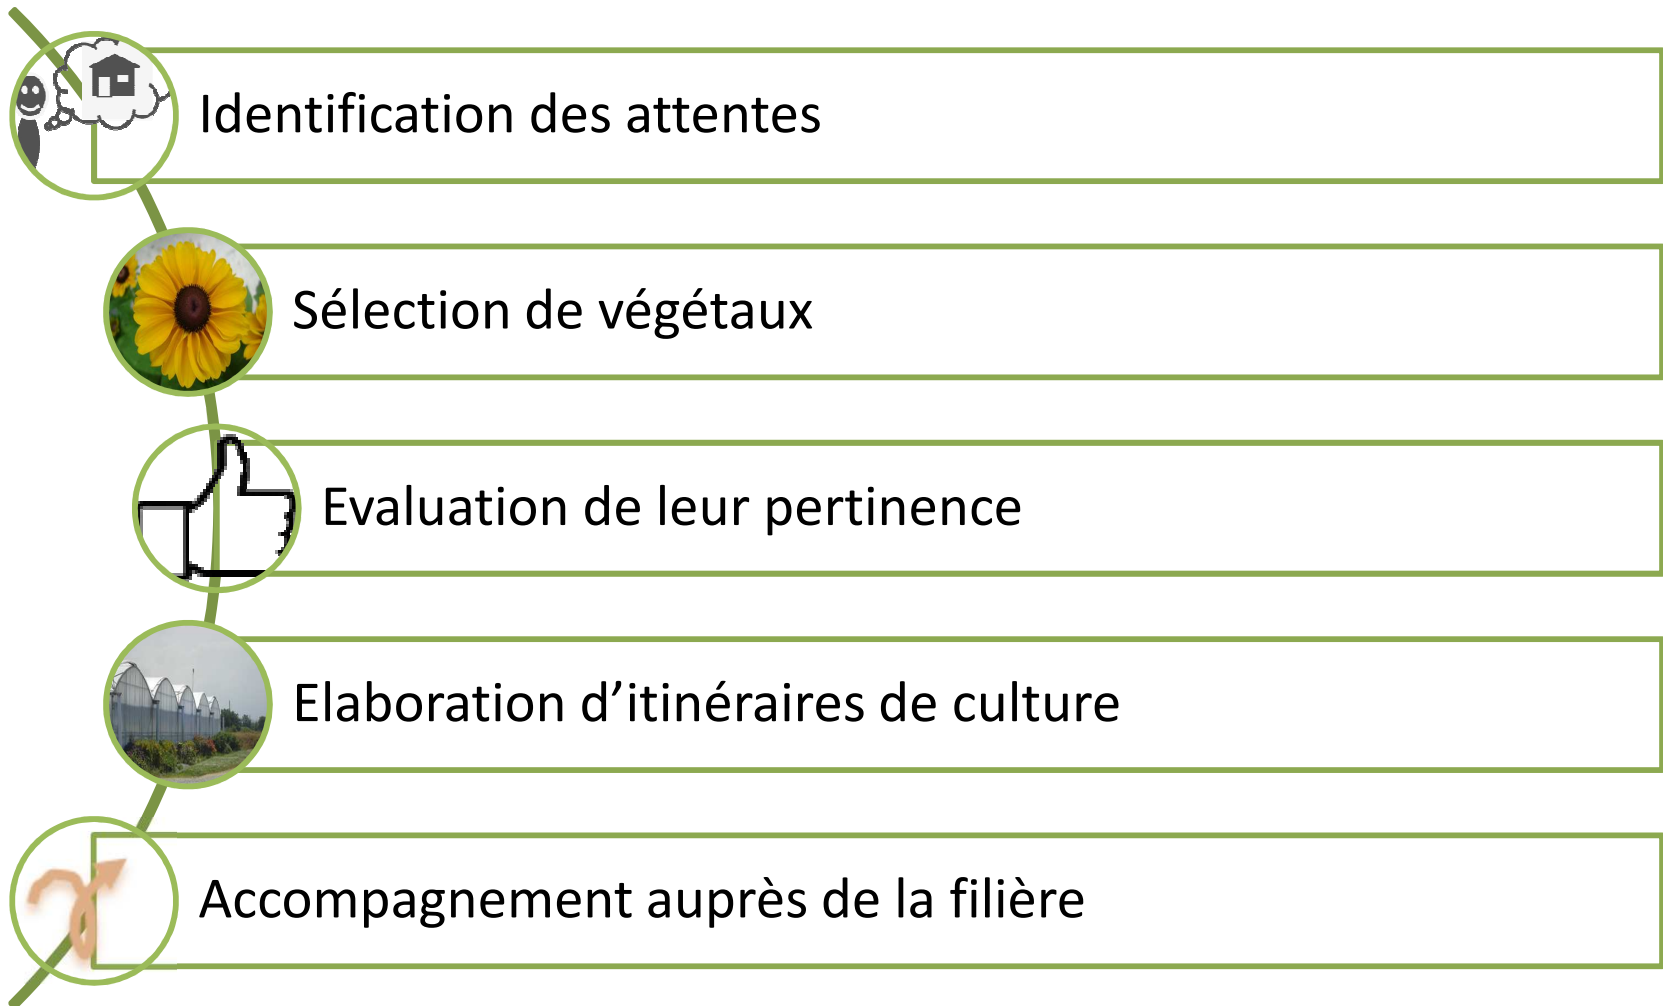 Identification des attentes
Sélection de végétaux
Evaluation de leur pertinence
Elaboration d’itinéraires de culture
Accompagnement auprès de la filière